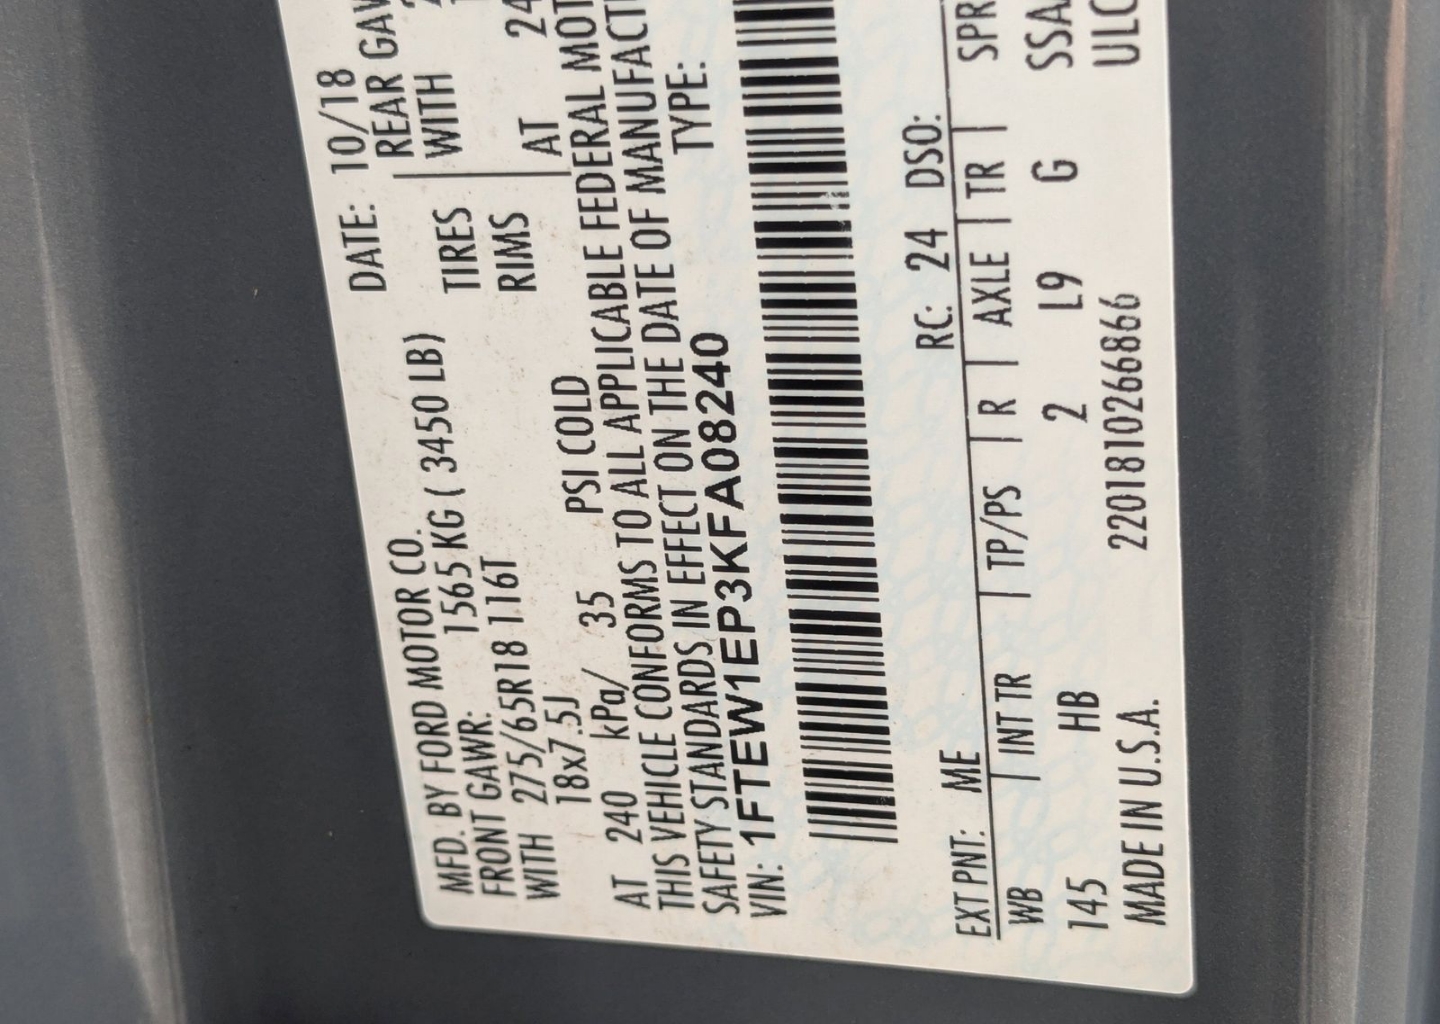 MFD. BY FORD MOTOR CO. DATE: 10/18
FRONT GAWR: 1565 KG ( 3450 LB) REAR GAW
WITH 275/65R18 116T TIRES WITH
18x7.5J RIMS
AT 240 kPa/ 35 PSI COLD AT 24
THIS VEHICLE CONFORMS TO ALL APPLICABLE FEDERAL MOT
SAFETY STANDARDS IN EFFECT ON THE DATE OF MANUFACT
VIN: 1FTEW1EP3KFA08240 TYPE:
EXT PNT: ME RC: 24 DSO:
WB | INT TR | TP/PS | R | AXLE | TR | SPR
145 HB 2 L9 G SSA
MADE IN U.S.A. 2201810266866 ULC